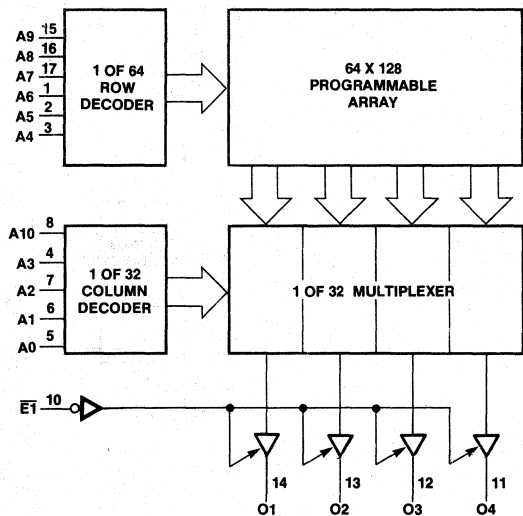 A9 15
A8 16
A7 17
A6 1
A5 2
A4 3
1 OF 64
ROW
DECODER
64 X 128
PROGRAMMABLE
ARRAY
A10 8
A3 4
A2 7
A1 6
A0 5
1 OF 32
COLUMN
DECODER
1 OF 32 MULTIPLEXER
E1 10
14
13
12
11
O1
O2
O3
O4